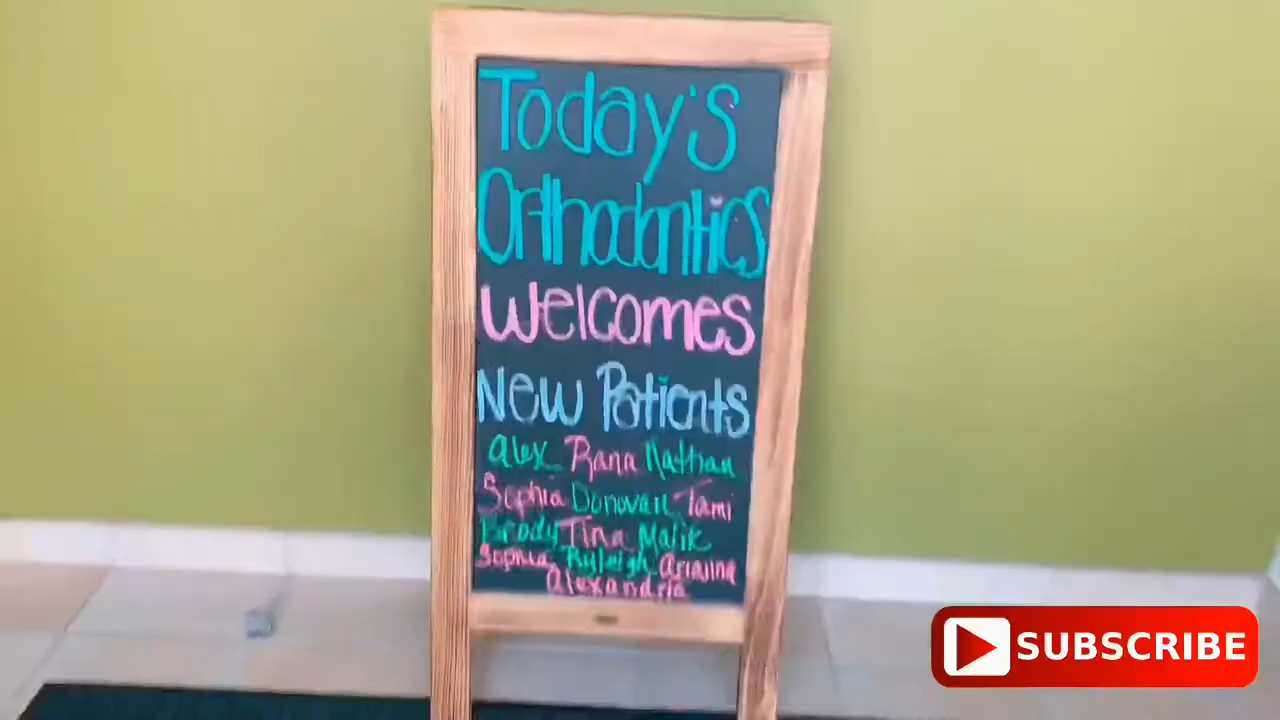 Today's
Orthodontics
Welcomes
New Patients
Alex Rana Nathan
Sophia Donovan Tami
Brody Tina Malik
Sophia Ryleigh Arianna
Alexandria
SUBSCRIBE